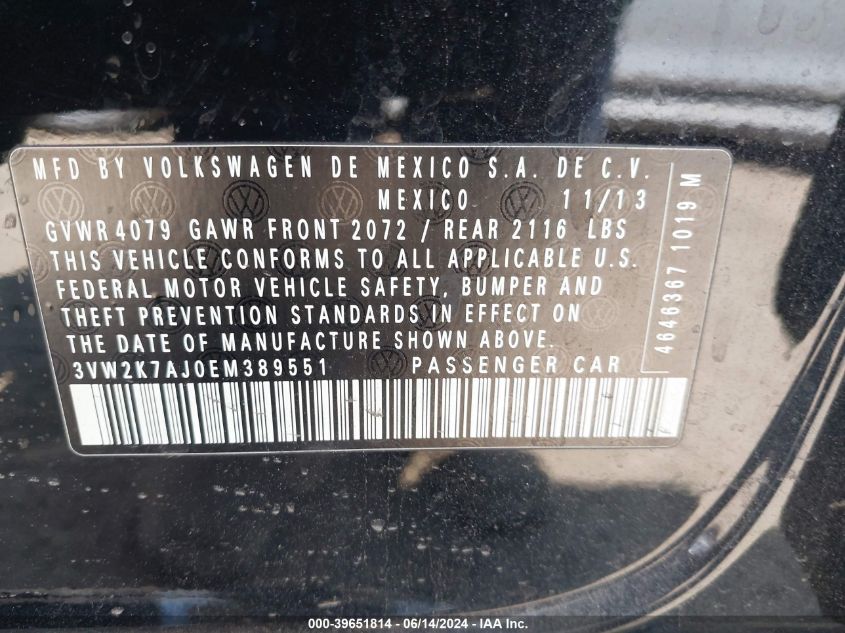 MFD BY VOLKSWAGEN DE MEXICO S.A. DE C.V.
MEXICO 11/13
GVWR 4079 GAWR FRONT 2072 / REAR 2116 LBS
THIS VEHICLE CONFORMS TO ALL APPLICABLE U.S.
FEDERAL MOTOR VEHICLE SAFETY, BUMPER AND
THEFT PREVENTION STANDARDS IN EFFECT ON
THE DATE OF MANUFACTURE SHOWN ABOVE.
3VW2K7AJ0EM389551 PASSENGER CAR
4646367 1019 M
000-39651814 - 06/14/2024 - IAA Inc.